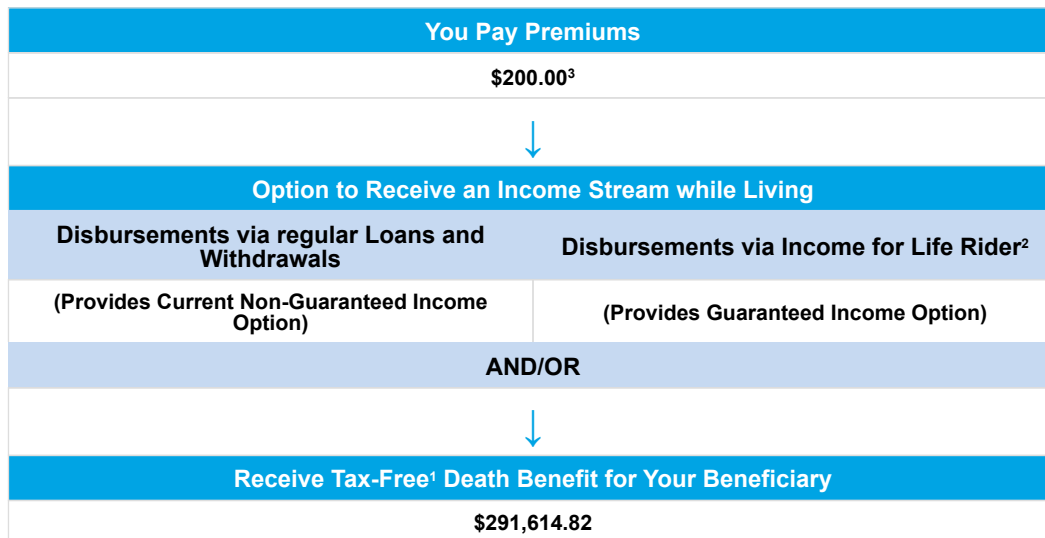 You Pay Premiums
$200.00³
↓
Option to Receive an Income Stream while Living
Disbursements via regular Loans and
Withdrawals
Disbursements via Income for Life Rider²
(Provides Current Non-Guaranteed Income
Option)
(Provides Guaranteed Income Option)
AND/OR
↓
Receive Tax-Free¹ Death Benefit for Your Beneficiary
$291,614.82